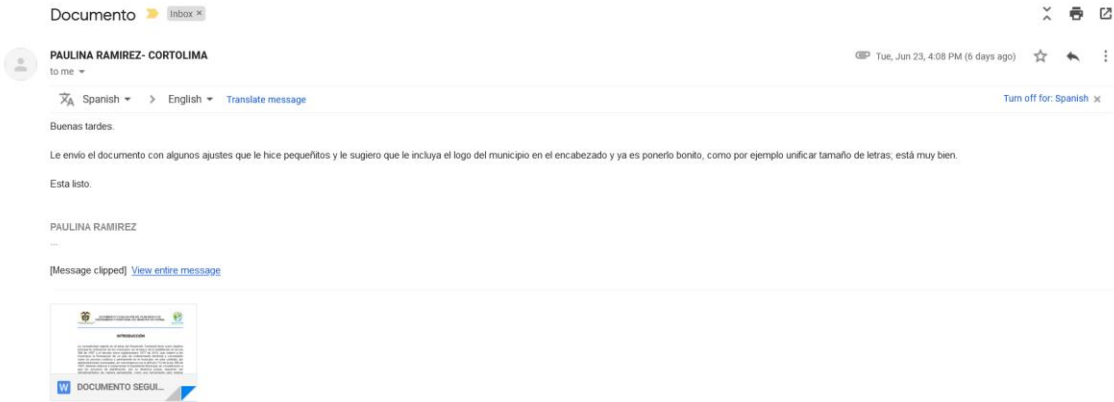 Documento
Inbox ×
PAULINA RAMIREZ- CORTOLIMA
Tue, Jun 23, 4:08 PM (6 days ago)
to me
Spanish > English Translate message
Turn off for: Spanish ×
Buenas tardes.
Le envío el documento con algunos ajustes que le hice pequeñitos y le sugiero que le incluya el logo del municipio en el encabezado y ya es ponerlo bonito, como por ejemplo unificar tamaño de letras; está muy bien.
Esta listo.
PAULINA RAMIREZ
—
[Message clipped] View entire message
INTRODUCCIÓN
W DOCUMENTO SEGUI...